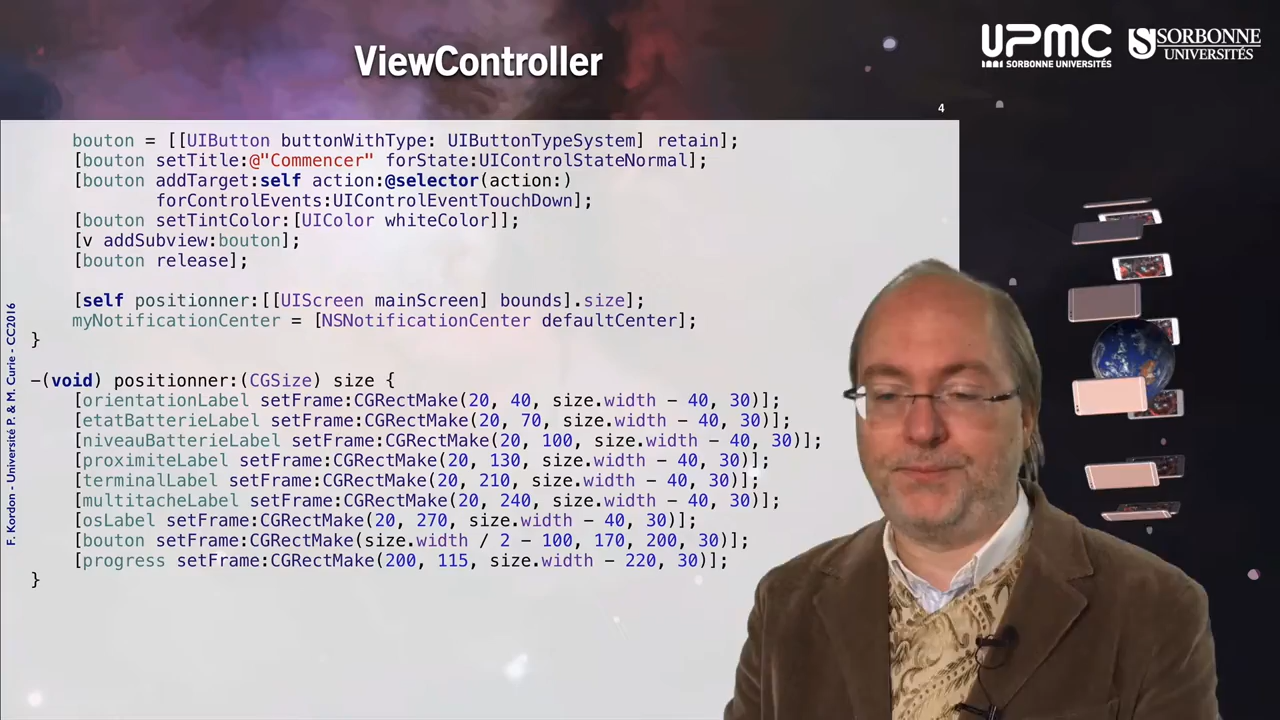 ViewController
UPMC
SORBONNE UNIVERSITÉS
SORBONNE
UNIVERSITÉS
4
bouton = [[UIButton buttonWithType: UIButtonTypeSystem] retain];
[bouton setTitle:@"Commencer" forState:UIControlStateNormal];
[bouton addTarget:self action:@selector(action:)
forControlEvents:UIControlEventTouchDown];
[bouton setTintColor:[UIColor whiteColor]];
[v addSubview:bouton];
[bouton release];
[self positionner:[[UIScreen mainScreen] bounds].size];
myNotificationCenter = [NSNotificationCenter defaultCenter];
}
-(void) positionner:(CGSize) size {
[orientationLabel setFrame:CGRectMake(20, 40, size.width - 40, 30)];
[etatBatterieLabel setFrame:CGRectMake(20, 70, size.width - 40, 30)];
[niveauBatterieLabel setFrame:CGRectMake(20, 100, size.width - 40, 30)];
[proximiteLabel setFrame:CGRectMake(20, 130, size.width - 40, 30)];
[terminalLabel setFrame:CGRectMake(20, 210, size.width - 40, 30)];
[multitacheLabel setFrame:CGRectMake(20, 240, size.width - 40, 30)];
[osLabel setFrame:CGRectMake(20, 270, size.width - 40, 30)];
[bouton setFrame:CGRectMake(size.width / 2 - 100, 170, 200, 30)];
[progress setFrame:CGRectMake(200, 115, size.width - 220, 30)];
}
F. Kordon - Université P. & M. Curie - CC2016